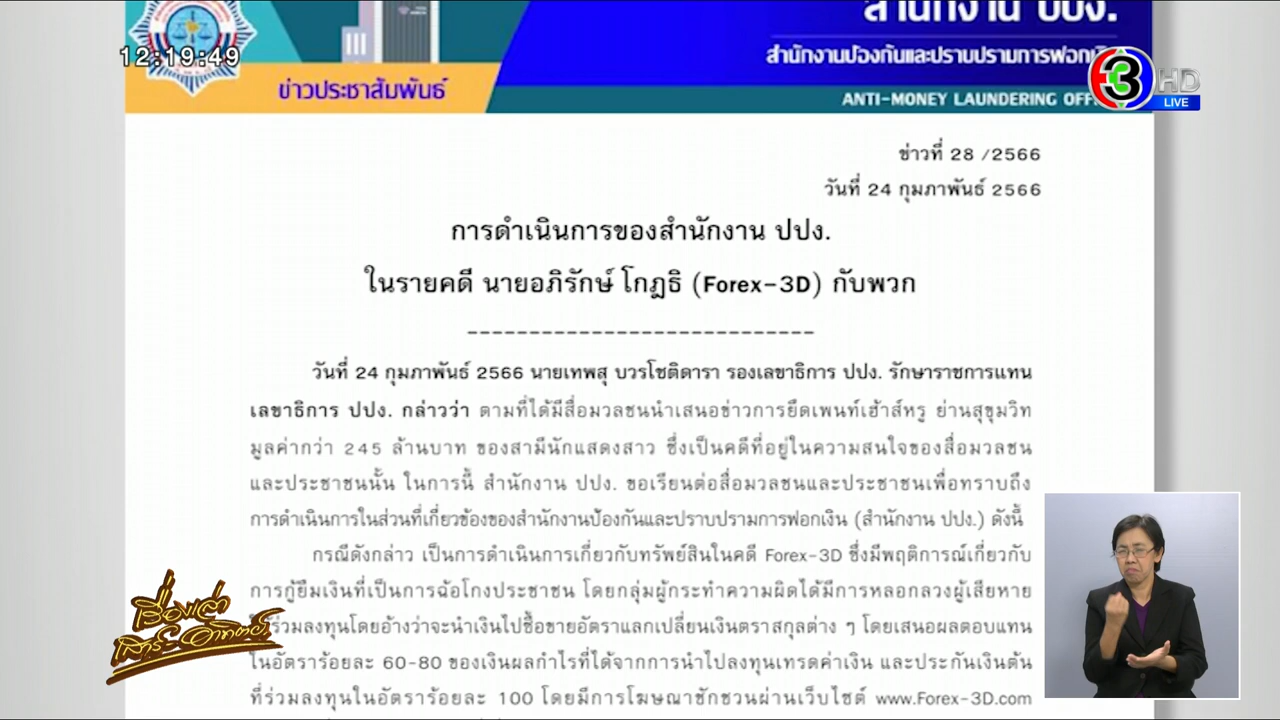 สำนักงาน ปปง.
12:19:49
สำนักงานป้องกันและปราบปรามการฟอกเงิน
3 HD
LIVE
ข่าวประชาสัมพันธ์
ANTI-MONEY LAUNDERING
ข่าวที่ 28 /2566
วันที่ 24 กุมภาพันธ์ 2566
การดำเนินการของสำนักงาน ปปง.
ในรายคดี นายอภิรักษ์ โกฎธิ (Forex-3D) กับพวก
----------------------------
วันที่ 24 กุมภาพันธ์ 2566 นายเทพสุ บวรโชติดารา รองเลขาธิการ ปปง. รักษาราชการแทน
เลขาธิการ ปปง. กล่าวว่า ตามที่ได้มีสื่อมวลชนนำเสนอข่าวการยึดเพนท์เฮ้าส์หรู ย่านสุขุมวิท
มูลค่ากว่า 245 ล้านบาท ของสามีนักแสดงสาว ซึ่งเป็นคดีที่อยู่ในความสนใจของสื่อมวลชน
และประชาชนนั้น ในการนี้ สำนักงาน ปปง. ขอเรียนต่อสื่อมวลชนและประชาชนเพื่อทราบถึง
การดำเนินการในส่วนที่เกี่ยวข้องของสำนักงานป้องกันและปราบปรามการฟอกเงิน (สำนักงาน ปปง.) ดังนี้
กรณีดังกล่าว เป็นการดำเนินการเกี่ยวกับทรัพย์สินในคดี Forex-3D ซึ่งมีพฤติการณ์เกี่ยวกับ
การกู้ยืมเงินที่เป็นการฉ้อโกงประชาชน โดยกลุ่มผู้กระทำความผิดได้มีการหลอกลวงผู้เสียหาย
ให้ร่วมลงทุนโดยอ้างว่าจะนำเงินไปซื้อขายอัตราแลกเปลี่ยนเงินตราสกุลต่าง ๆ โดยเสนอผลตอบแทน
ในอัตราร้อยละ 60-80 ของเงินผลกำไรที่ได้จากการนำไปลงทุนเทรดค่าเงิน และประกันเงินต้น
ที่ร่วมลงทุนในอัตราร้อยละ 100 โดยมีการโฆษณาชักชวนผ่านเว็บไซต์ www.Forex-3D.com
เรื่องเล่า
เสาร์-อาทิตย์